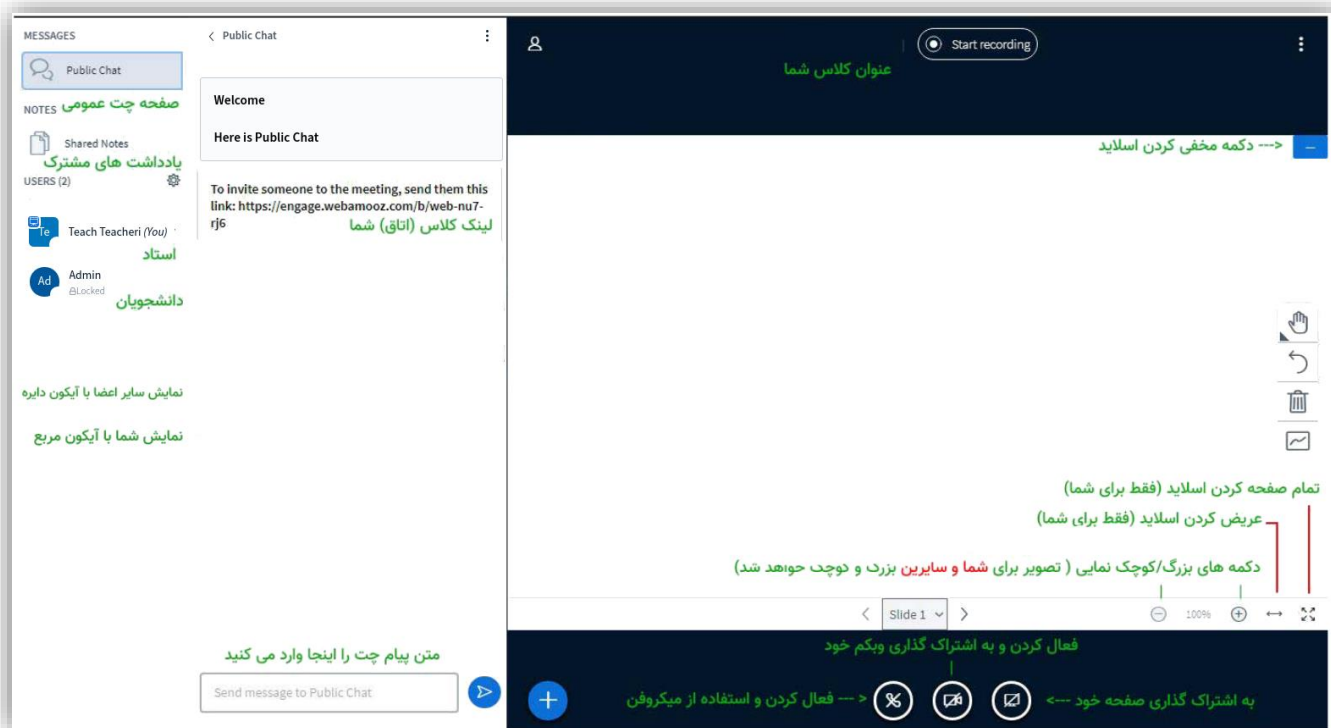 MESSAGES
Public Chat
صفحه چت عمومی
NOTES
Shared Notes
یادداشت های مشترک
USERS (2)
Te
Teach Teacheri (You)
استاد
Ad
Admin
Locked
دانشجویان
نمایش سایر اعضا با آیکون دایره
نمایش شما با آیکون مربع
Public Chat
Welcome
Here is Public Chat
To invite someone to the meeting, send them this
link: https://engage.webamooz.com/b/web-nu7-
rj6
لینک کلاس (اتاق) شما
متن پیام چت را اینجا وارد می کنید
Send message to Public Chat
Start recording
عنوان کلاس شما
<--- دکمه مخفی کردن اسلاید
تمام صفحه کردن اسلاید (فقط برای شما)
عریض کردن اسلاید (فقط برای شما)
دکمه های بزرگ/کوچک نمایی ( تصویر برای شما و سایرین بزرگ و کوچک خواهد شد)
Slide 1
100%
فعال کردن و به اشتراک گذاری وبکم خود
< --- فعال کردن و استفاده از میکروفن
به اشتراک گذاری صفحه خود --->